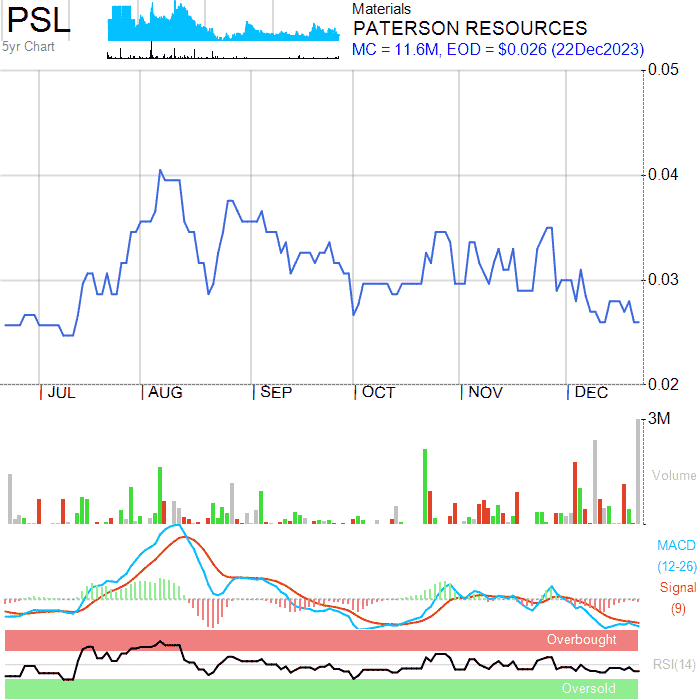 PSL
5yr Chart
Materials
PATERSON RESOURCES
MC = 11.6M, EOD = $0.026 (22Dec2023)
0.05
0.04
0.03
0.02
JUL AUG SEP OCT NOV DEC
3M
Volume
MACD
(12-26)
Signal
(9)
Overbought
RSI(14)
Oversold